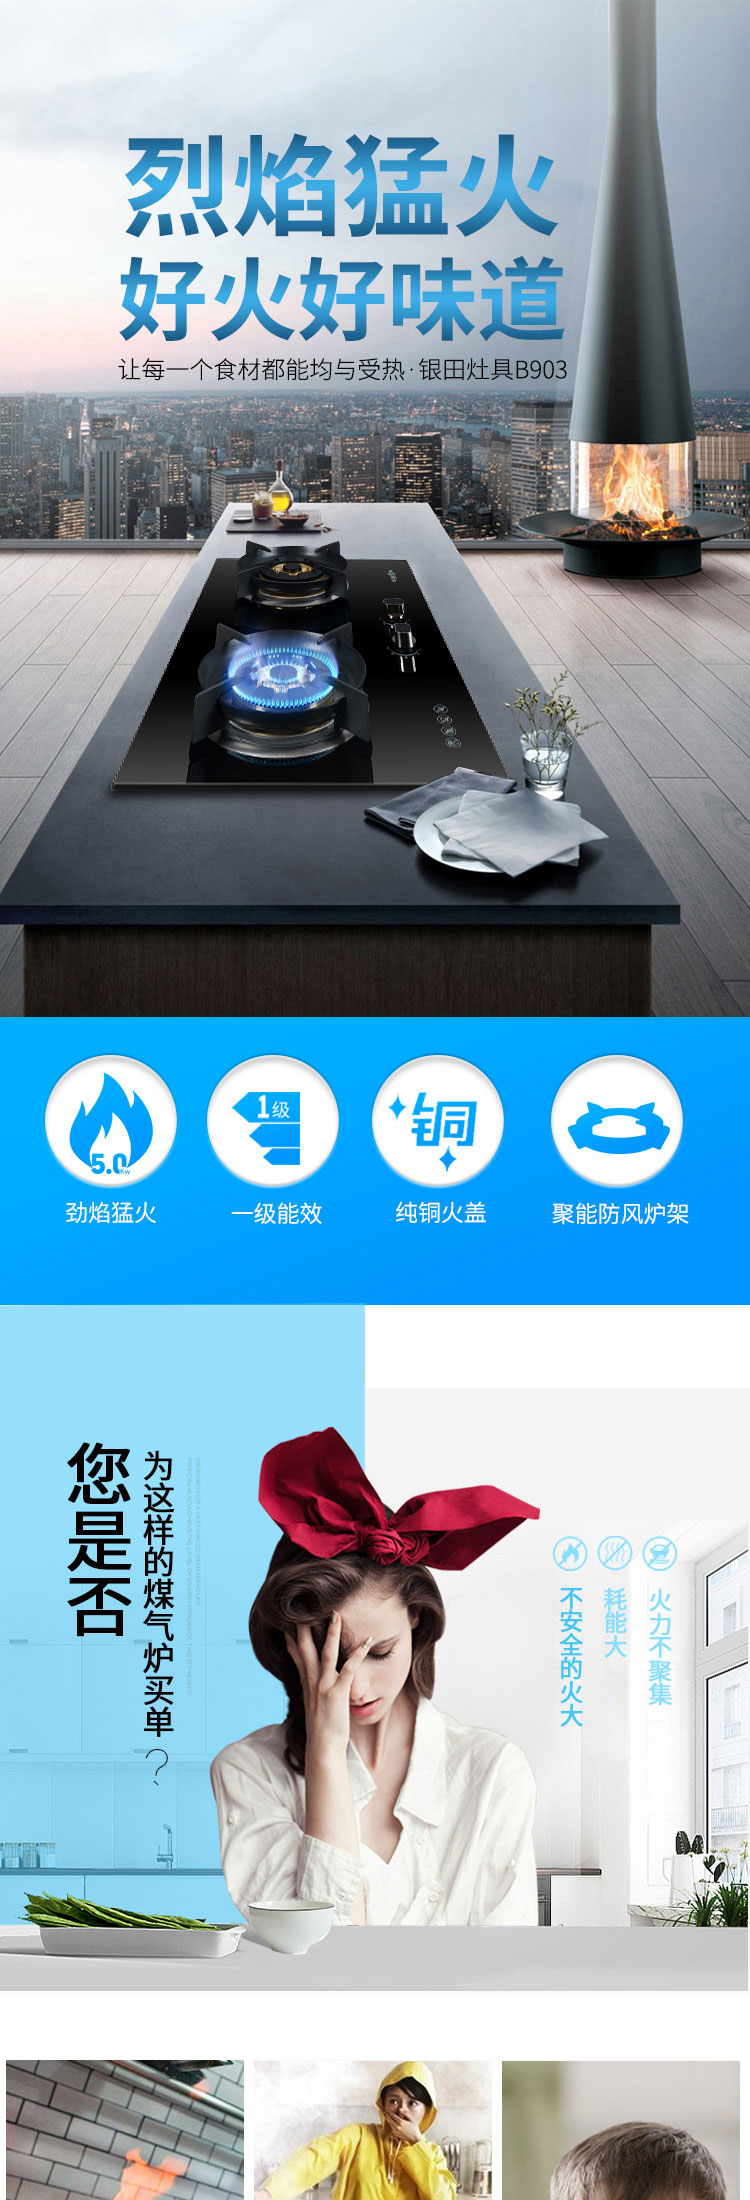 烈焰猛火
好火好味道
让每一个食材都能均与受热·银田灶具B903
5.0Kw
1级
铜
劲焰猛火
一级能效
纯铜火盖
聚能防风炉架
您是否
为这样的煤气炉买单?
不安全的火大
耗能大
火力不聚集